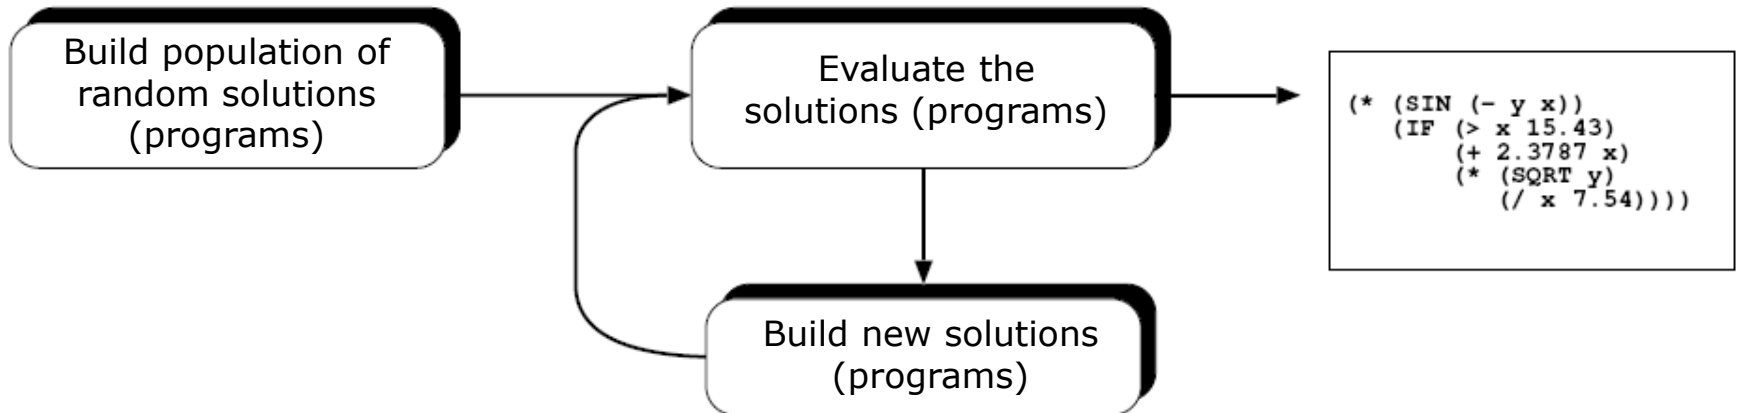 Build population of
random solutions
(programs)
Evaluate the
solutions (programs)
(* (SIN (- y x))
(IF (> x 15.43)
(+ 2.3787 x)
(* (SQRT y)
(/ x 7.54))))
Build new solutions
(programs)